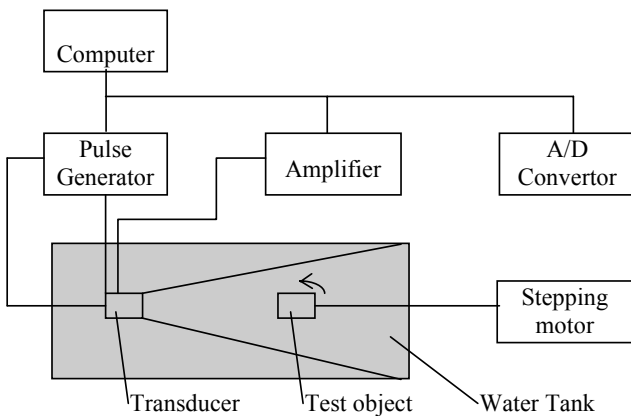 Computer
Pulse
Generator
Amplifier
A/D
Convertor
Stepping
motor
Transducer
Test object
Water Tank